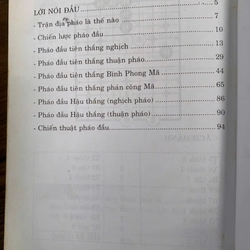 LỜI NÓI ĐẦU 5
- Trận địa pháo là thế nào 7
- Chiến lược pháo đầu 10
- Pháo đầu tiên thắng nghịch 13
- Pháo đầu tiên thắng thuận pháo 29
- Pháo đầu tiên thắng Bình Phong Mã 44
- Pháo đầu tiên thắng phản công Mã 65
- Pháo đầu Hậu thắng (nghịch pháo) 86
- Pháo đầu Hậu thắng (thuận pháo) 90
- Chiến thuật pháo đầu 94